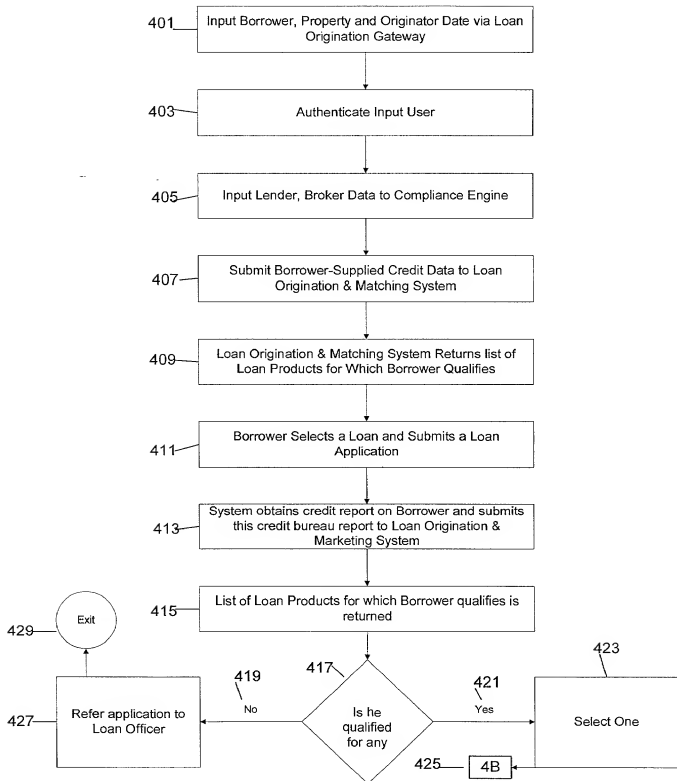 401
Input Borrower, Property and Originator Date via Loan
Origination Gateway
403
Authenticate Input User
405
Input Lender, Broker Data to Compliance Engine
407
Submit Borrower-Supplied Credit Data to Loan
Origination & Matching System
409
Loan Origination & Matching System Returns list of
Loan Products for Which Borrower Qualifies
411
Borrower Selects a Loan and Submits a Loan
Application
413
System obtains credit report on Borrower and submits
this credit bureau report to Loan Origination &
Marketing System
415
List of Loan Products for which Borrower qualifies is
returned
429
Exit
417
419
No
421
Yes
423
427
Refer application to
Loan Officer
Is he
qualified
for any
Select One
425
4B